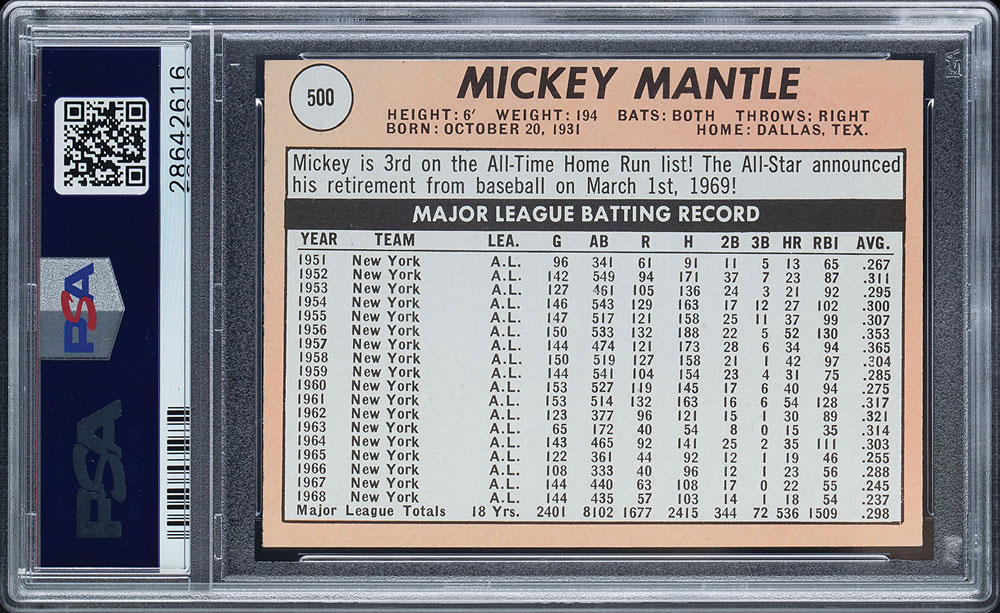 28642616
PSA
PSA
500
MICKEY MANTLE
HEIGHT: 6' WEIGHT: 194 BATS: BOTH THROWS: RIGHT
BORN: OCTOBER 20, 1931 HOME: DALLAS, TEX.
Mickey is 3rd on the All-Time Home Run list! The All-Star announced
his retirement from baseball on March 1st, 1969!
MAJOR LEAGUE BATTING RECORD
YEAR TEAM LEA. G AB R H 2B 3B HR RBI AVG.
1951 New York A.L. 96 341 61 91 11 5 13 65 .267
1952 New York A.L. 142 549 94 171 37 7 23 87 .311
1953 New York A.L. 127 461 105 136 24 3 21 92 .295
1954 New York A.L. 146 543 129 163 17 12 27 102 .300
1955 New York A.L. 147 517 121 158 25 11 37 99 .307
1956 New York A.L. 150 533 132 188 22 5 52 130 .353
1957 New York A.L. 144 474 121 173 28 6 34 94 .365
1958 New York A.L. 150 519 127 158 21 1 42 97 .304
1959 New York A.L. 144 541 104 154 23 4 31 75 .285
1960 New York A.L. 153 527 119 145 17 6 40 94 .275
1961 New York A.L. 153 514 132 163 16 6 54 128 .317
1962 New York A.L. 123 377 96 121 15 1 30 89 .321
1963 New York A.L. 65 172 40 54 8 0 15 35 .314
1964 New York A.L. 143 465 92 141 25 2 35 111 .303
1965 New York A.L. 122 361 44 92 12 1 19 46 .255
1966 New York A.L. 108 333 40 96 12 1 23 56 .288
1967 New York A.L. 144 440 63 108 17 0 22 55 .245
1968 New York A.L. 144 435 57 103 14 1 18 54 .237
Major League Totals 18 Yrs. 2401 8102 1677 2415 344 72 536 1509 .298